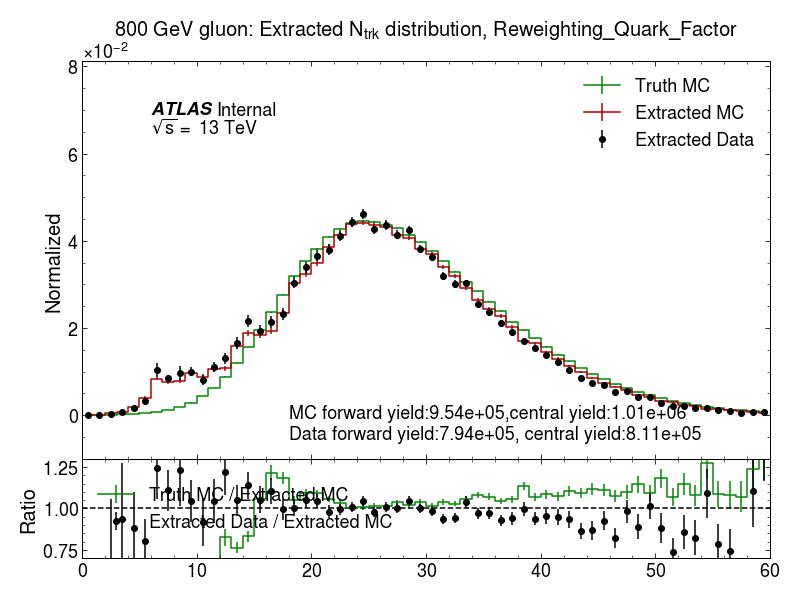 800 GeV gluon: Extracted Ntrk distribution, Reweighting_Quark_Factor
×10−2
8
6
4
2
0
Normalized
ATLAS Internal
√s = 13 TeV
Truth MC
Extracted MC
Extracted Data
MC forward yield:9.54e+05,central yield:1.01e+06
Data forward yield:7.94e+05, central yield:8.11e+05
1.25
1.00
0.75
Ratio
Truth MC / Extracted MC
Extracted Data / Extracted MC
0 10 20 30 40 50 60